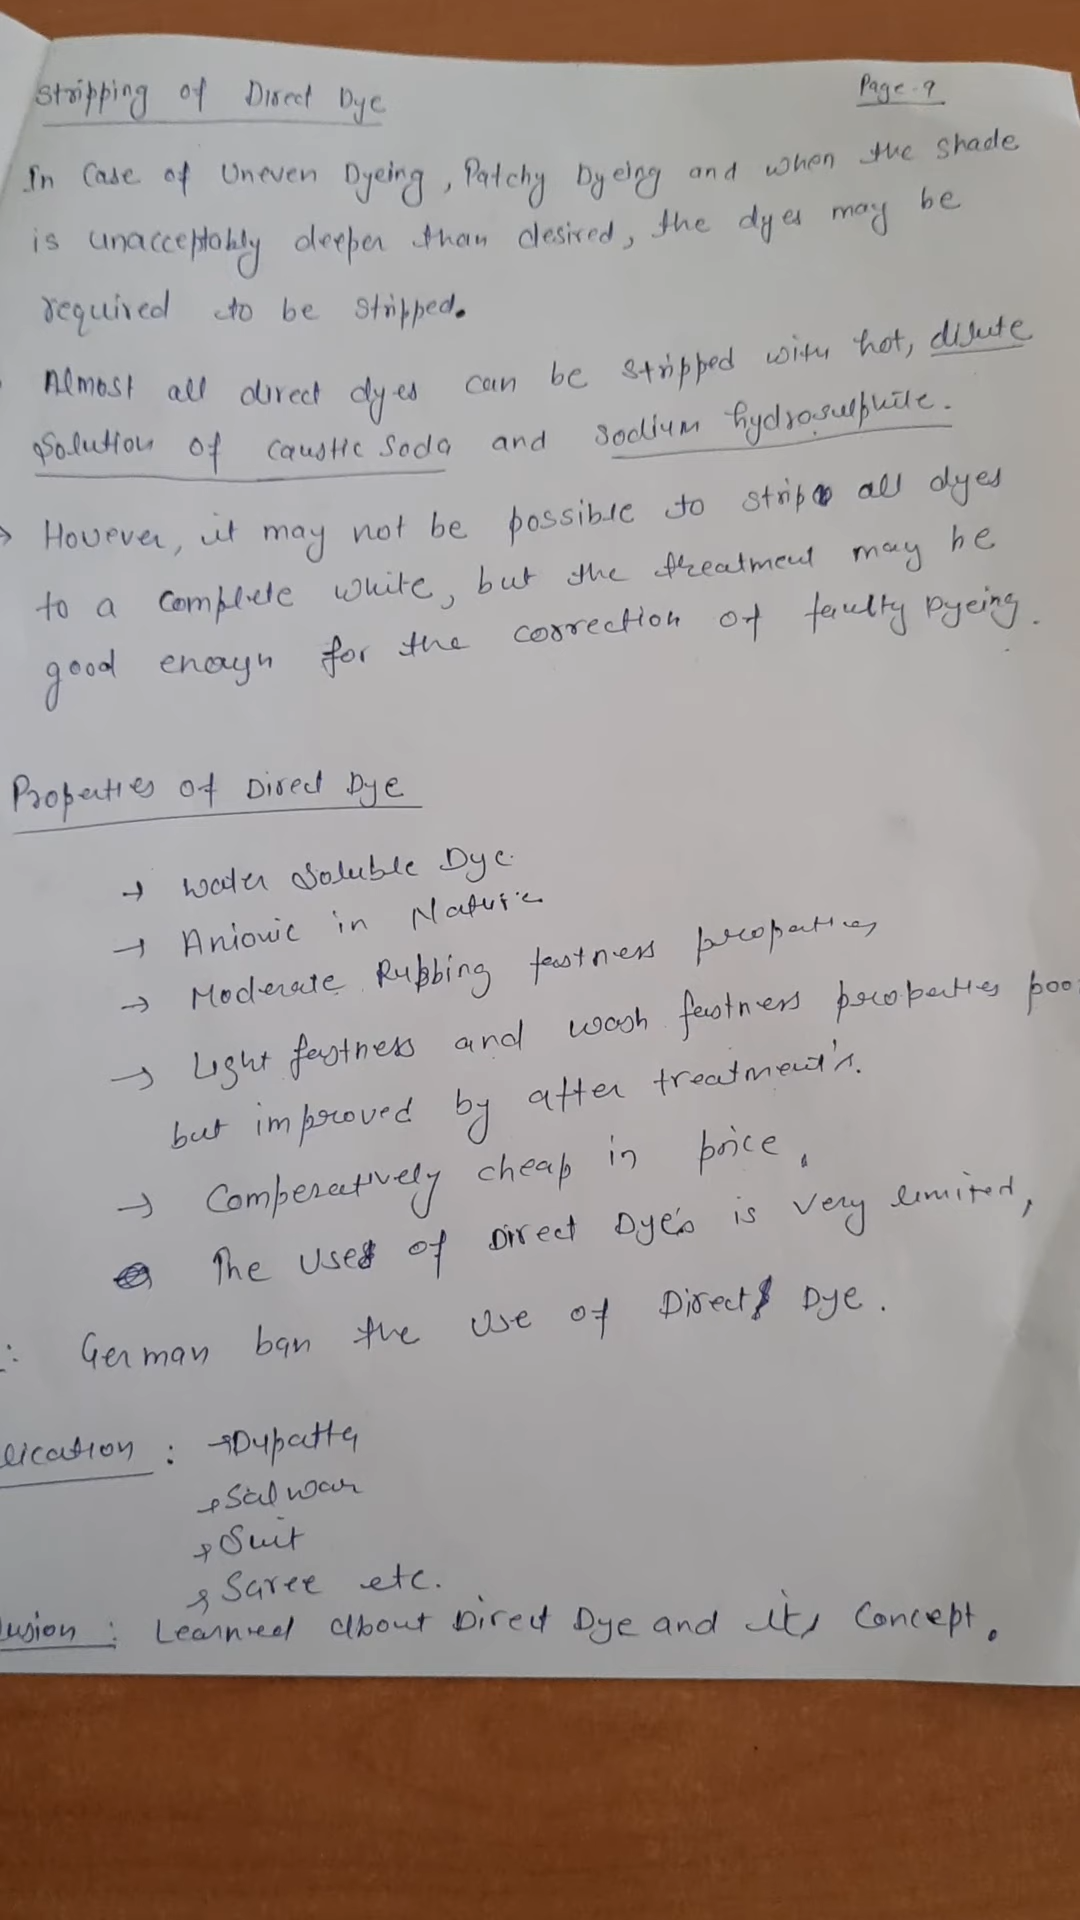 Stripping of Direct Dye
Page-9
In Case of Uneven Dyeing, Patchy Dyeing and when the shade
is unacceptably deeper than desired, the dyes may be
required to be stripped.
Almost all direct dyes can be stripped with hot, dilute
solution of caustic soda and sodium hydrosulphite.
→ However, it may not be possible to strip all dyes
to a complete white, but the treatment may be
good enough for the correction of faulty Dyeing.
Properties of Direct Dye
→ Water Soluble Dye.
→ Anionic in Nature
→ Moderate Rubbing fastness properties
→ Light fastness and wash fastness properties poo
but improved by after treatment's.
→ Comperatively cheap in price.
The Use of Direct Dye's is very limited,
German ban the Use of Direct Dye.
lication : → Dupatta
→ Salwar
→ Suit
→ Saree etc.
lusion : Learned about Direct Dye and its Concept.